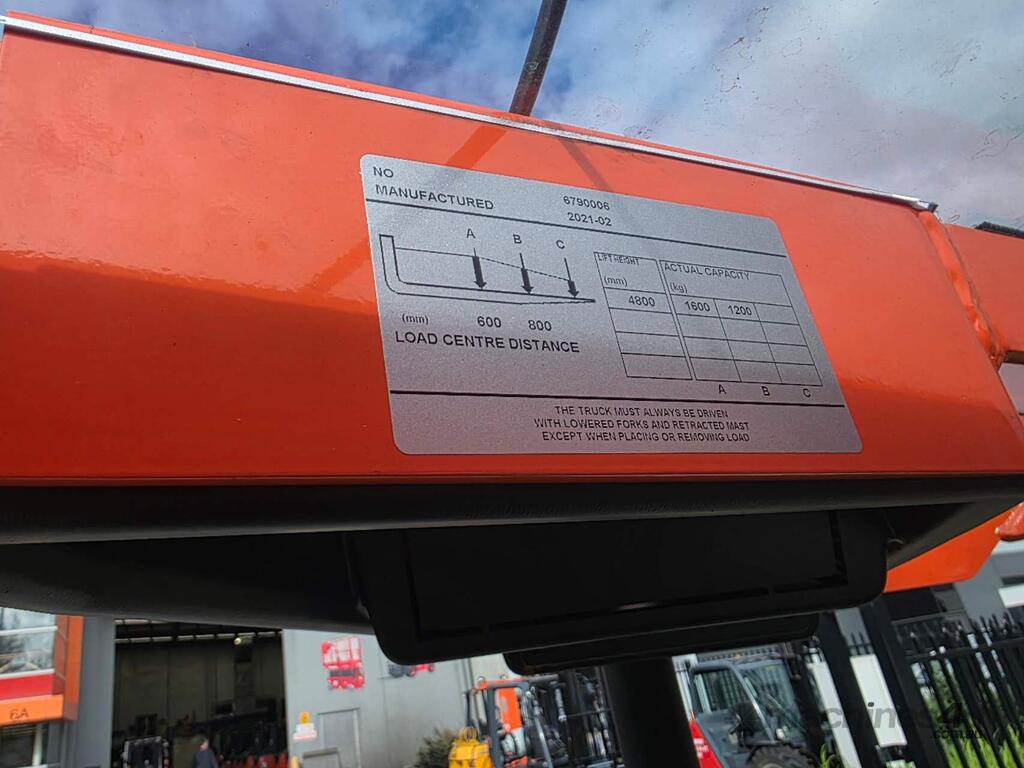 NO 6790006
MANUFACTURED 2021-02
A B C
LIFT HEIGHT (mm) ACTUAL CAPACITY (kg)
4800 1600 1200
(mm) 600 800
LOAD CENTRE DISTANCE
A B C
THE TRUCK MUST ALWAYS BE DRIVEN
WITH LOWERED FORKS AND RETRACTED MAST
EXCEPT WHEN PLACING OR REMOVING LOAD
6A